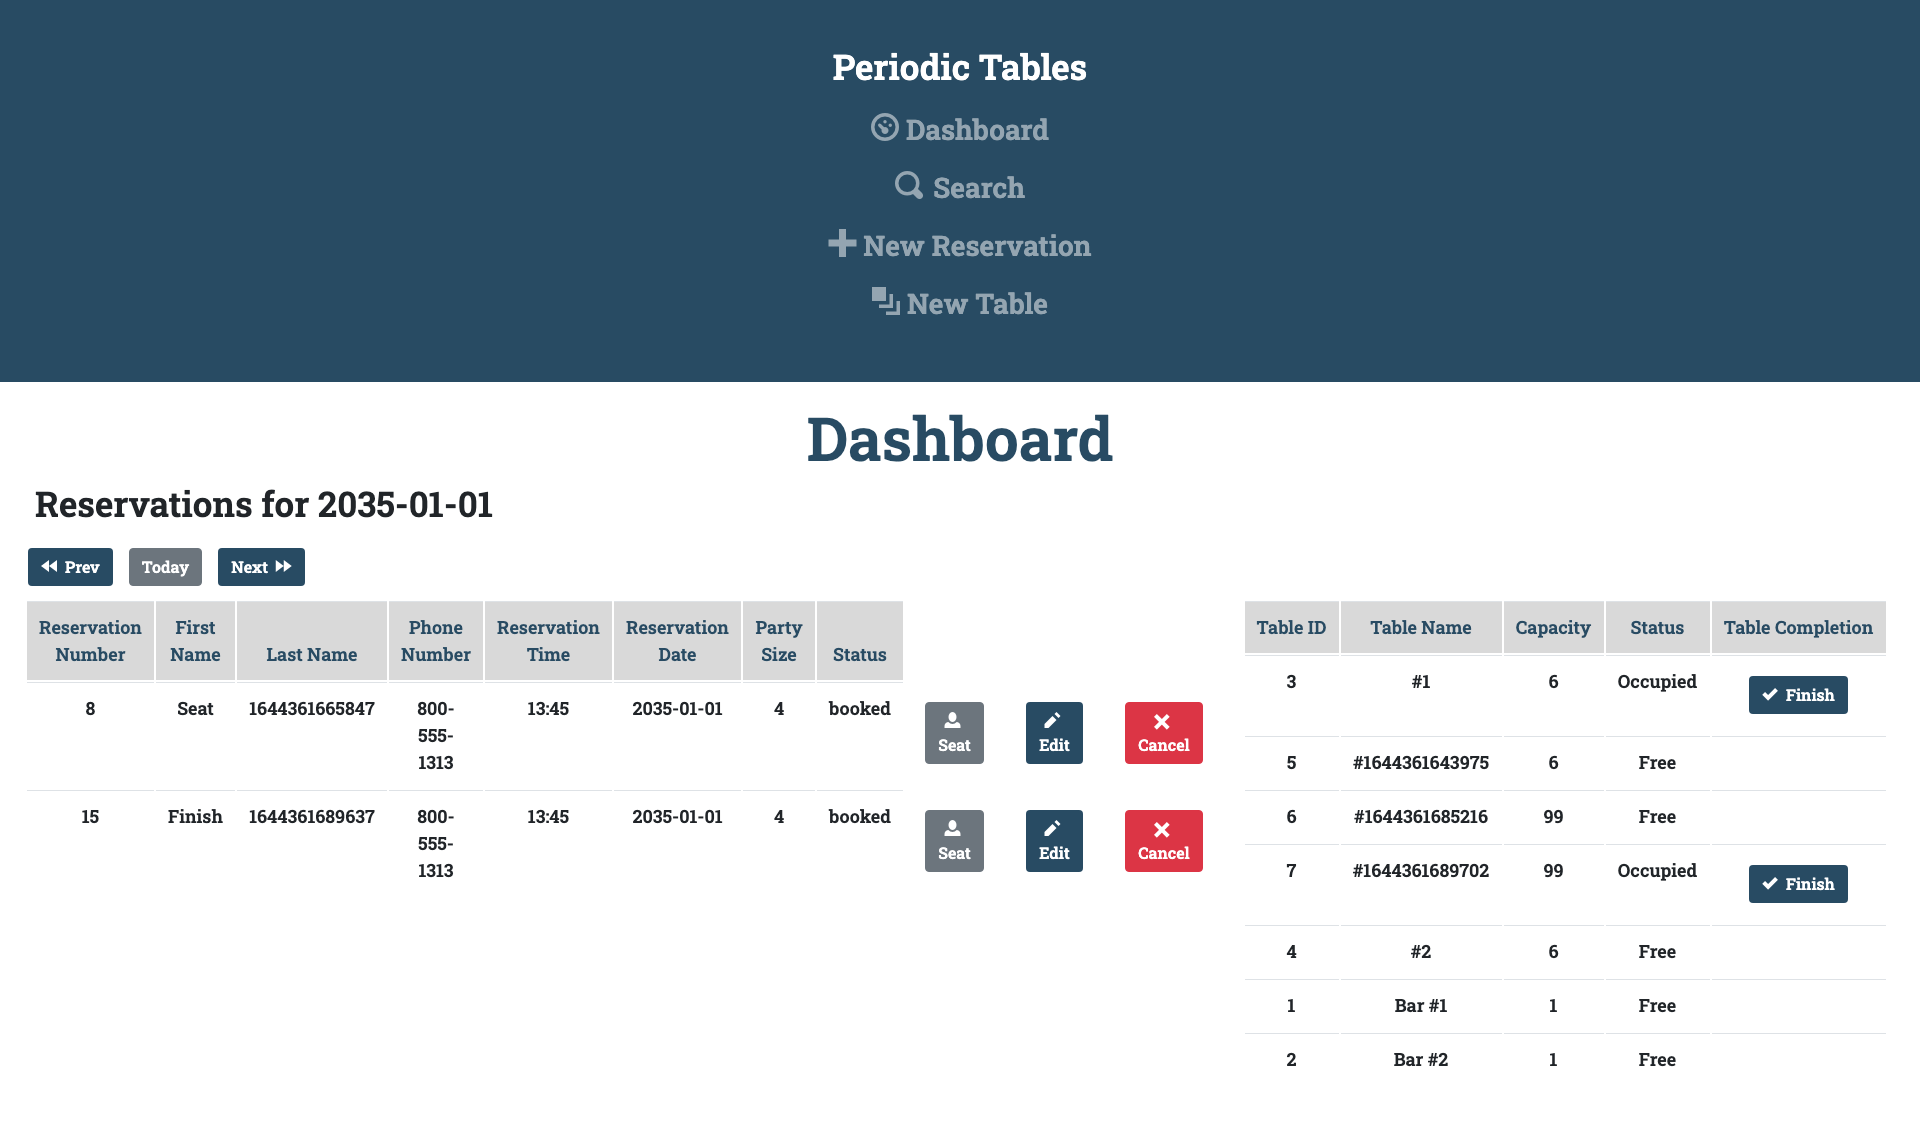 Periodic Tables
Dashboard
Search
New Reservation
New Table
Dashboard
Reservations for 2035-01-01
Prev Today Next
Reservation Number First Name Last Name Phone Number Reservation Time Reservation Date Party Size Status
8 Seat 1644361665847 800-555-1313 13:45 2035-01-01 4 booked Seat Edit Cancel
15 Finish 1644361689637 800-555-1313 13:45 2035-01-01 4 booked Seat Edit Cancel
Table ID Table Name Capacity Status Table Completion
3 #1 6 Occupied Finish
5 #1644361643975 6 Free
6 #1644361685216 99 Free
7 #1644361689702 99 Occupied Finish
4 #2 6 Free
1 Bar #1 1 Free
2 Bar #2 1 Free